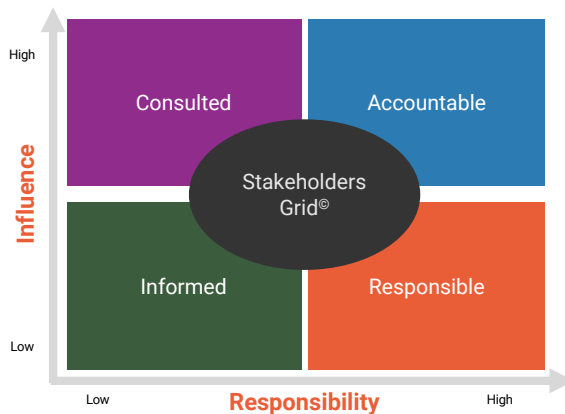 High
Consulted
Accountable
Influence
Stakeholders
Grid©
Informed
Responsible
Low
Low
Responsibility
High